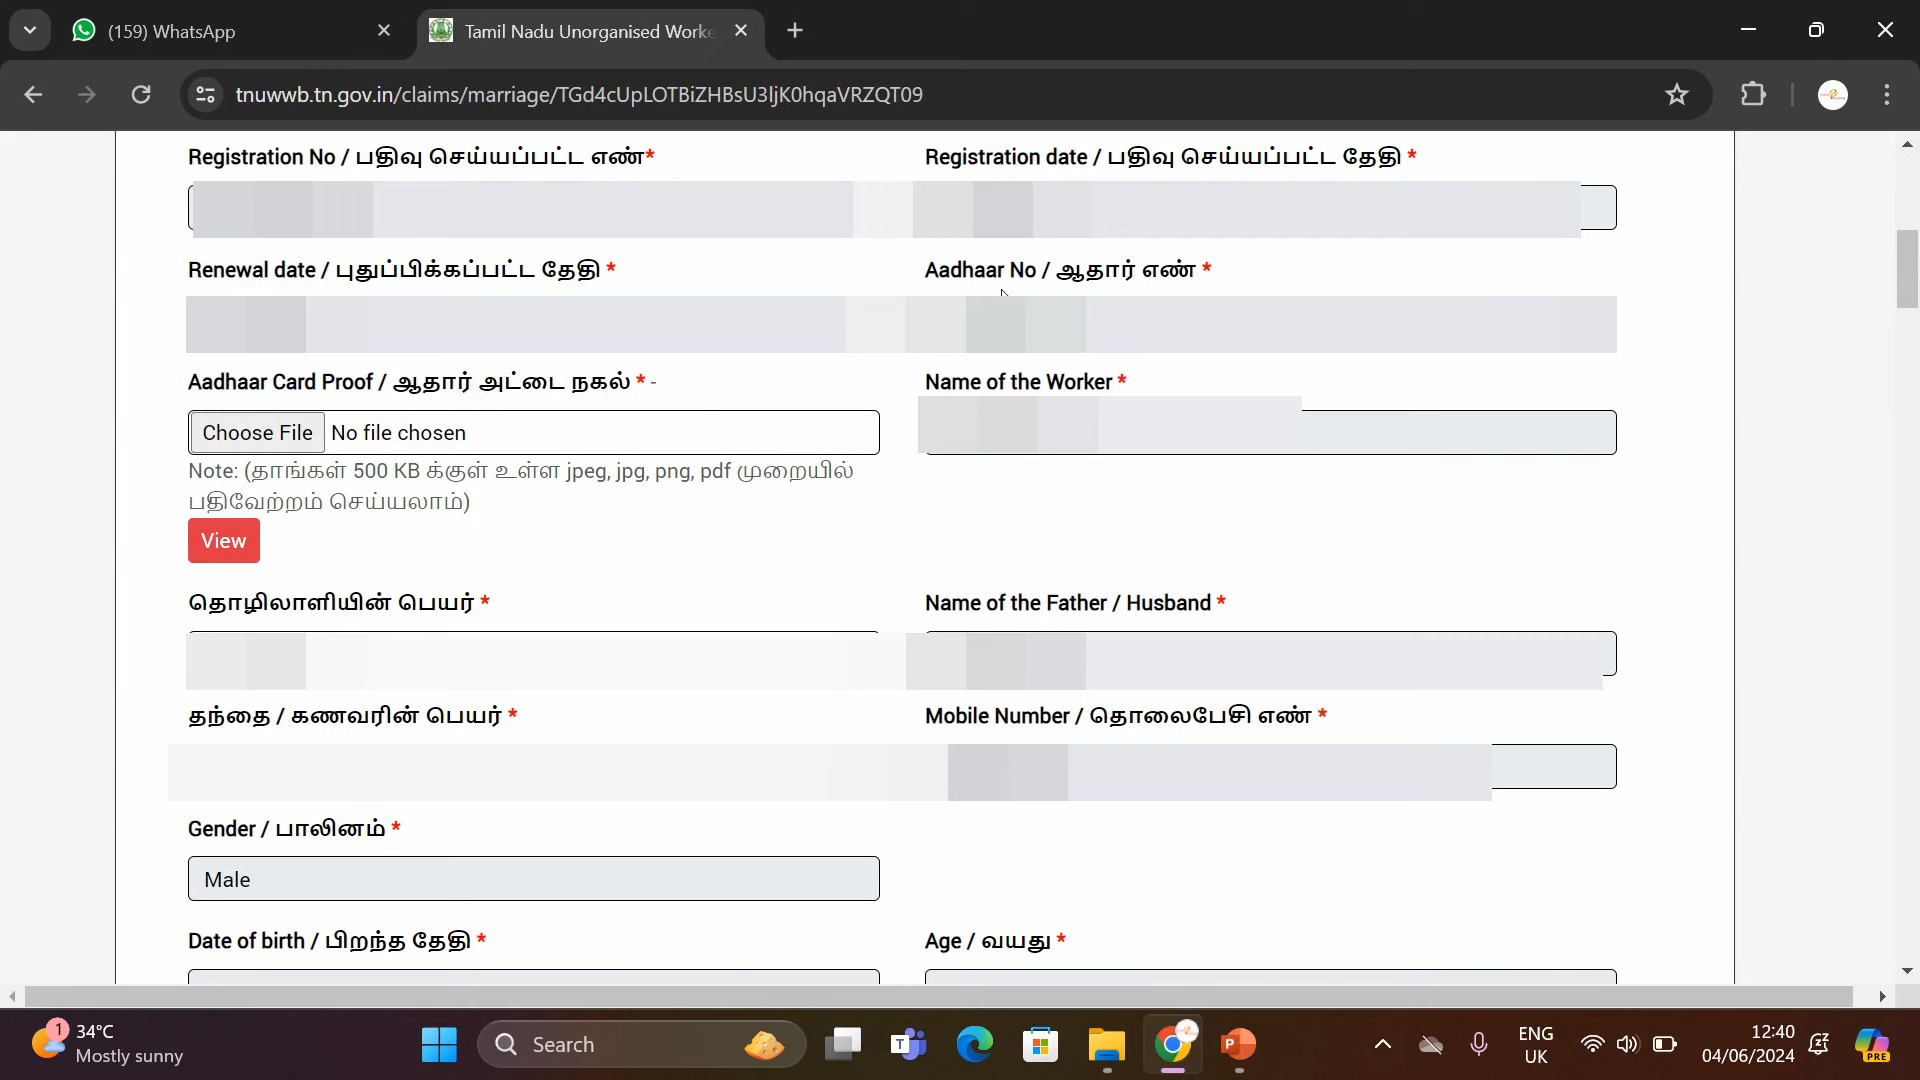 (159) WhatsApp
Tamil Nadu Unorganised Worke
tnuwwb.tn.gov.in/claims/marriage/TGd4cUpLOTBiZHBsU3ljK0hqaVRZQT09
Registration No / பதிவு செய்யப்பட்ட எண்*
Registration date / பதிவு செய்யப்பட்ட தேதி *
Renewal date / புதுப்பிக்கப்பட்ட தேதி *
Aadhaar No / ஆதார் எண் *
Aadhaar Card Proof / ஆதார் அட்டை நகல் * -
Name of the Worker *
Choose File No file chosen
Note: (தாங்கள் 500 KB க்குள் உள்ள jpeg, jpg, png, pdf முறையில்
பதிவேற்றம் செய்யலாம்)
View
தொழிலாளியின் பெயர் *
Name of the Father / Husband *
தந்தை / கணவரின் பெயர் *
Mobile Number / தொலைபேசி எண் *
Gender / பாலினம் *
Male
Date of birth / பிறந்த தேதி *
Age / வயது *
1
34°C
Mostly sunny
Search
ENG
UK
12:40
04/06/2024
PRE